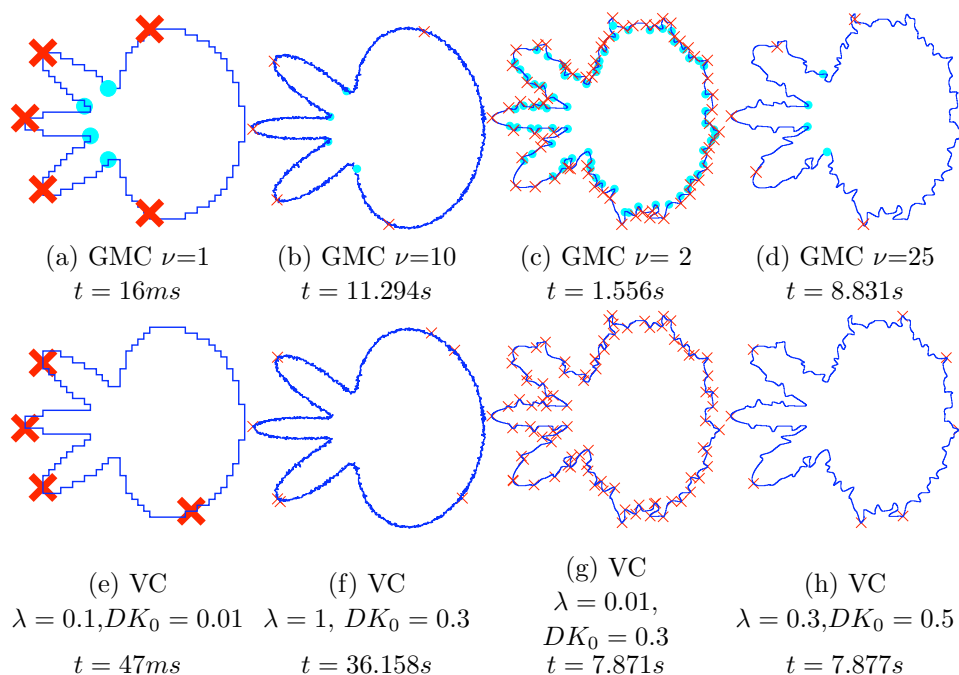 (a) GMC ν=1
t = 16ms
(b) GMC ν=10
t = 11.294s
(c) GMC ν= 2
t = 1.556s
(d) GMC ν=25
t = 8.831s
(e) VC
λ = 0.1,DK₀ = 0.01
t = 47ms
(f) VC
λ = 1, DK₀ = 0.3
t = 36.158s
(g) VC
λ = 0.01,
DK₀ = 0.3
t = 7.871s
(h) VC
λ = 0.3,DK₀ = 0.5
t = 7.877s